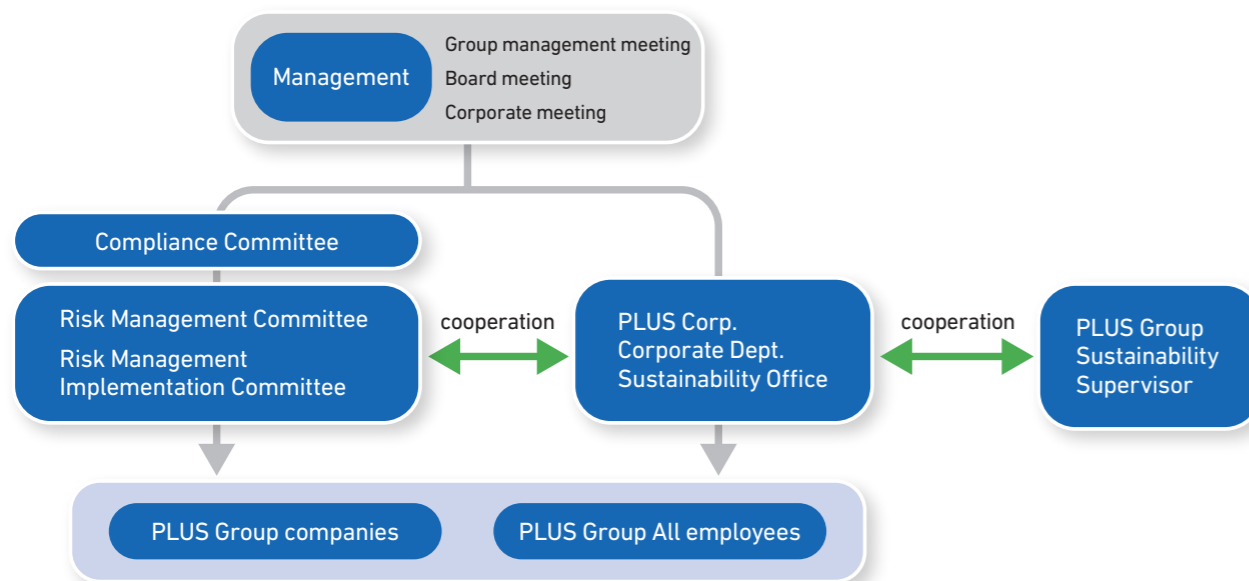 Management
Group management meeting
Board meeting
Corporate meeting
Compliance Committee
Risk Management Committee
Risk Management
Implementation Committee
cooperation
PLUS Corp.
Corporate Dept.
Sustainability Office
cooperation
PLUS Group
Sustainability
Supervisor
PLUS Group companies
PLUS Group All employees